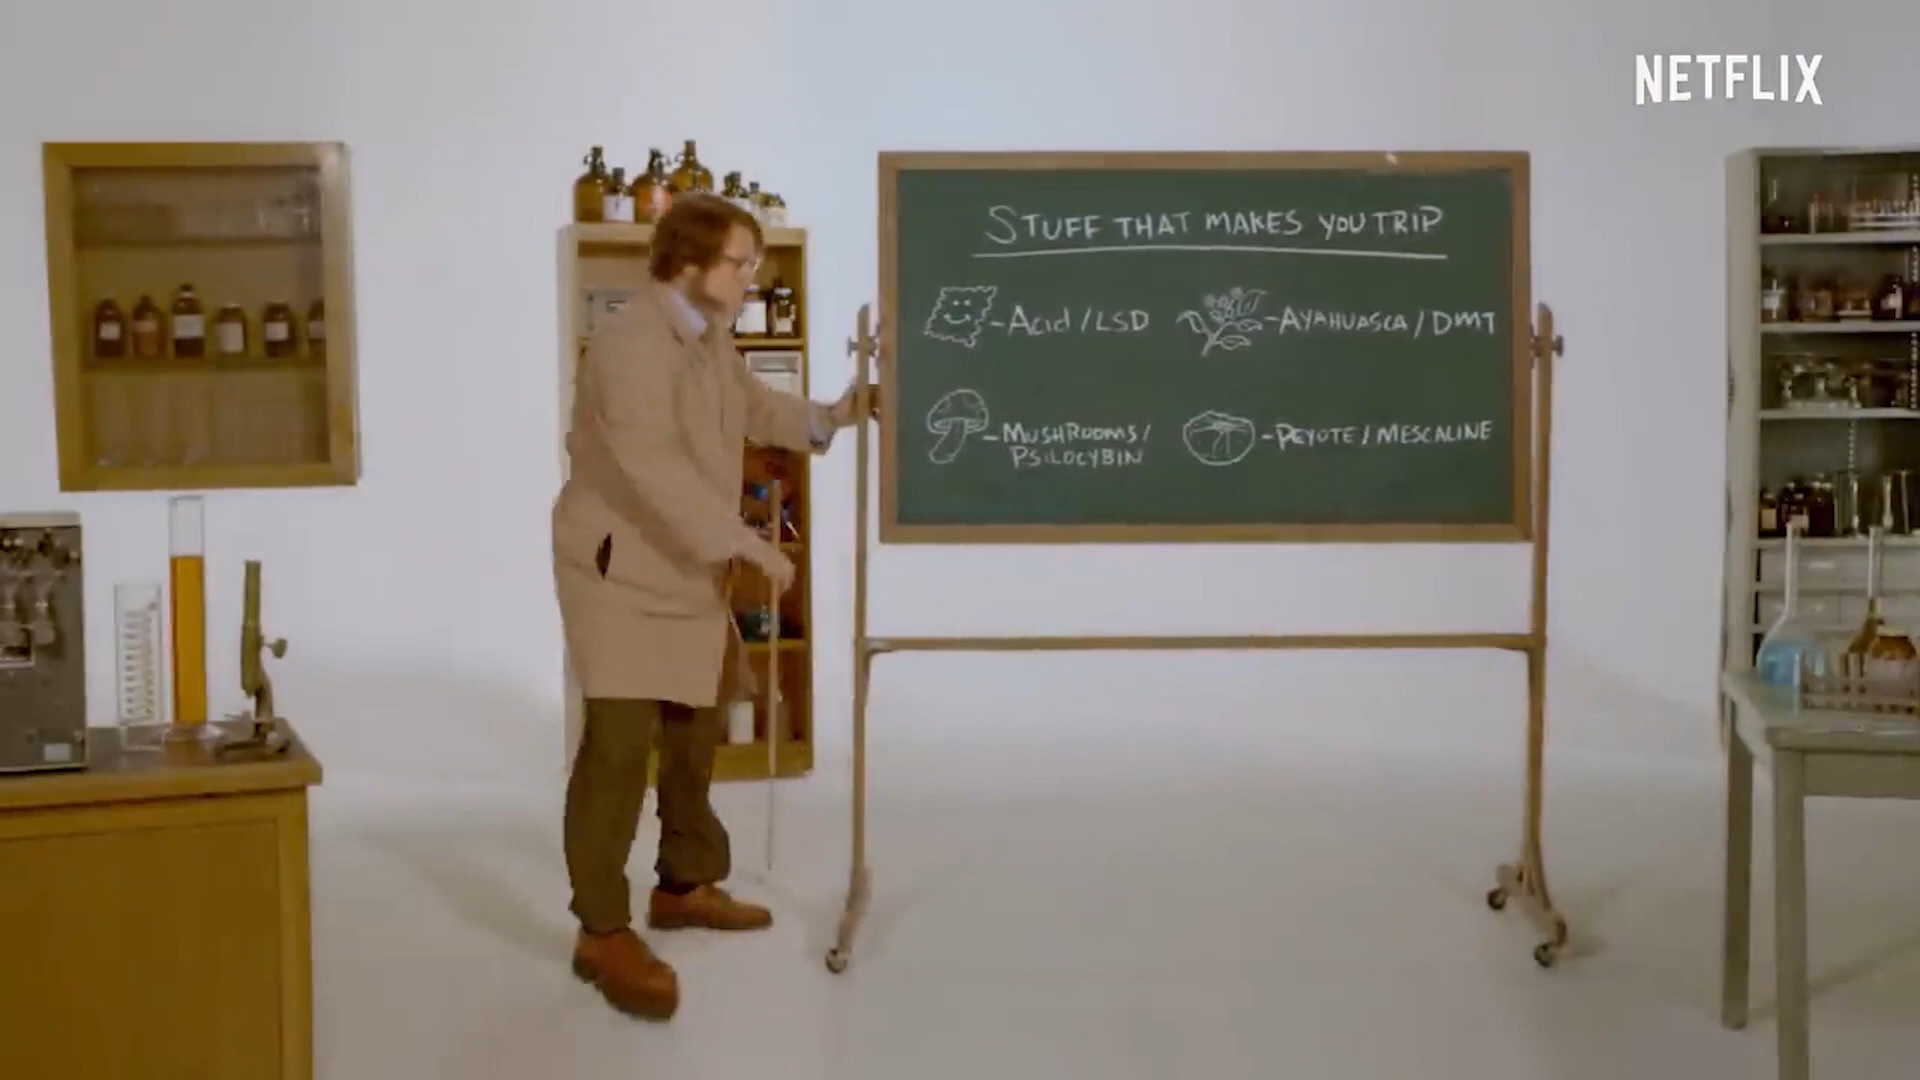 NETFLIX
STUFF THAT MAKES YOU TRIP
-Acid/LSD
-AYAHUASCA/DMT
-MUSHROOMS/
PSILOCYBIN
-PEYOTE/MESCALINE